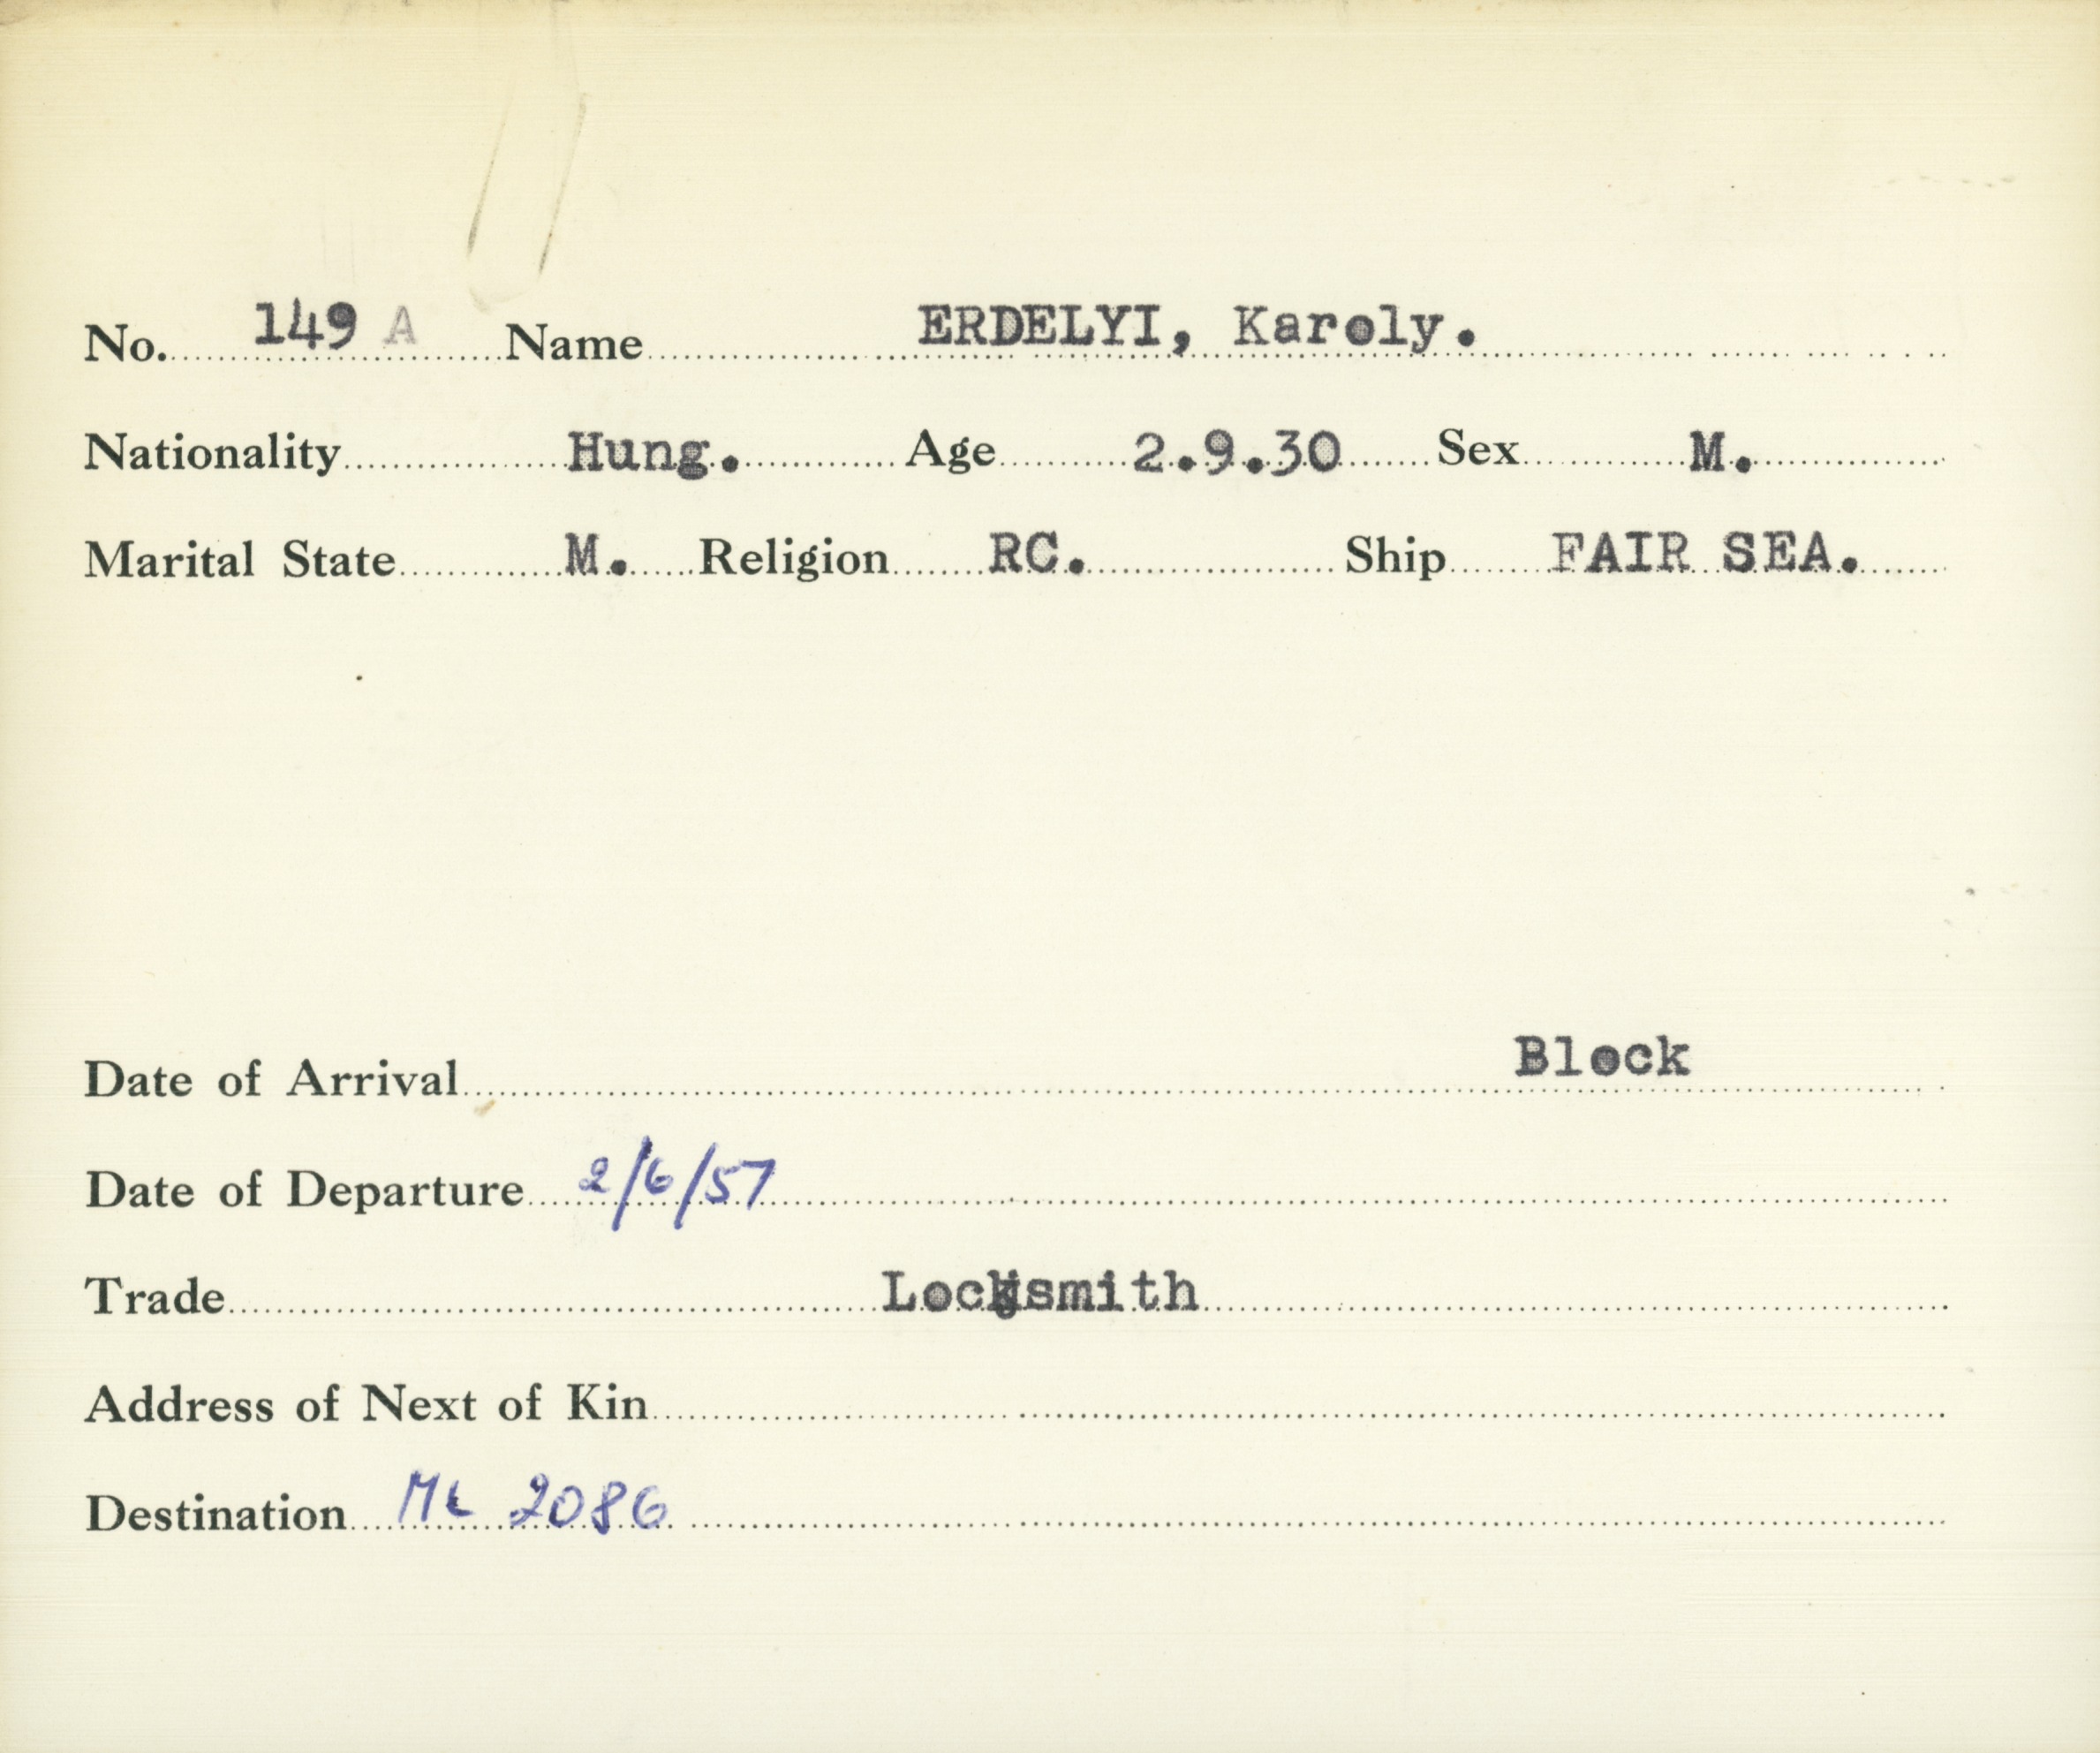 No. 149 A Name ERDELYI, Karoly.
Nationality Hung. Age 2.9.30 Sex M.
Marital State M. Religion RC. Ship FAIR SEA.
Date of Arrival Block
Date of Departure 2/6/57
Trade Locksmith
Address of Next of Kin
Destination ML 2086